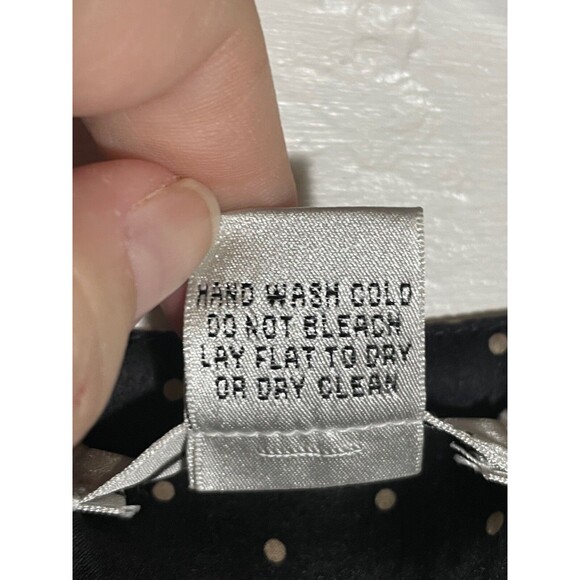 HAND WASH COLD
DO NOT BLEACH
LAY FLAT TO DRY
OR DRY CLEAN